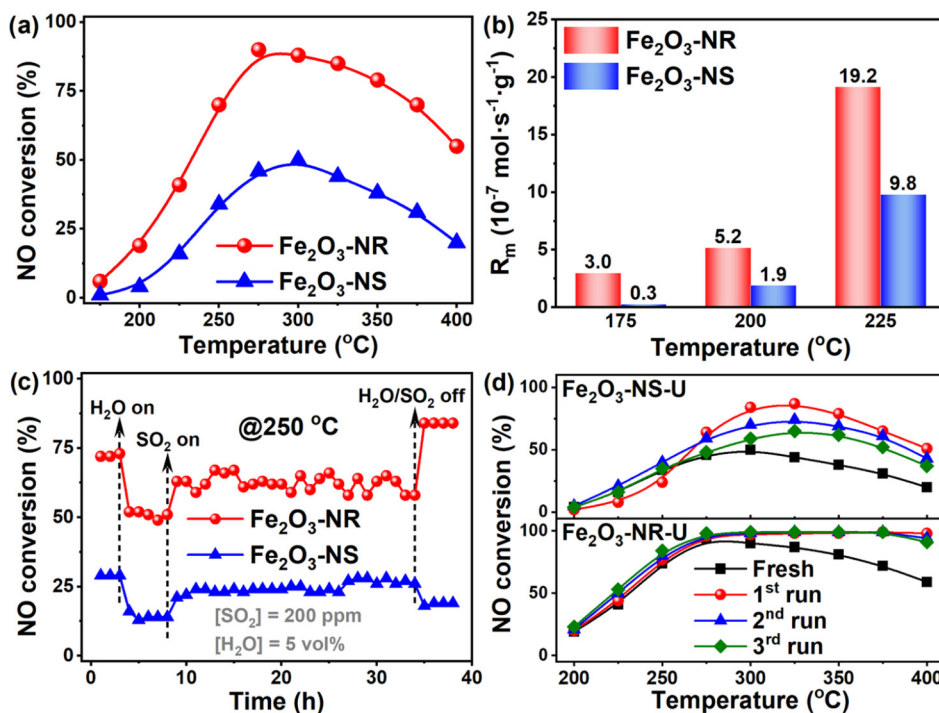 (a)
NO conversion (%)
100
75
50
25
0
Fe₂O₃-NR
Fe₂O₃-NS
200 250 300 350 400
Temperature (°C)
(b)
Rₘ (10⁻⁷ mol·s⁻¹·g⁻¹)
25
20
15
10
5
0
Fe₂O₃-NR
Fe₂O₃-NS
3.0 0.3 5.2 1.9 19.2 9.8
175 200 225
Temperature (°C)
(c)
NO conversion (%)
100
75
50
25
0
H₂O on
SO₂ on
@250 °C
H₂O/SO₂ off
Fe₂O₃-NR
Fe₂O₃-NS
[SO₂] = 200 ppm
[H₂O] = 5 vol%
0 10 20 30 40
Time (h)
(d)
NO conversion (%)
100
50
0
Fe₂O₃-NS-U
100
50
0
Fe₂O₃-NR-U
Fresh
1ˢᵗ run
2ⁿᵈ run
3ʳᵈ run
200 250 300 350 400
Temperature (°C)